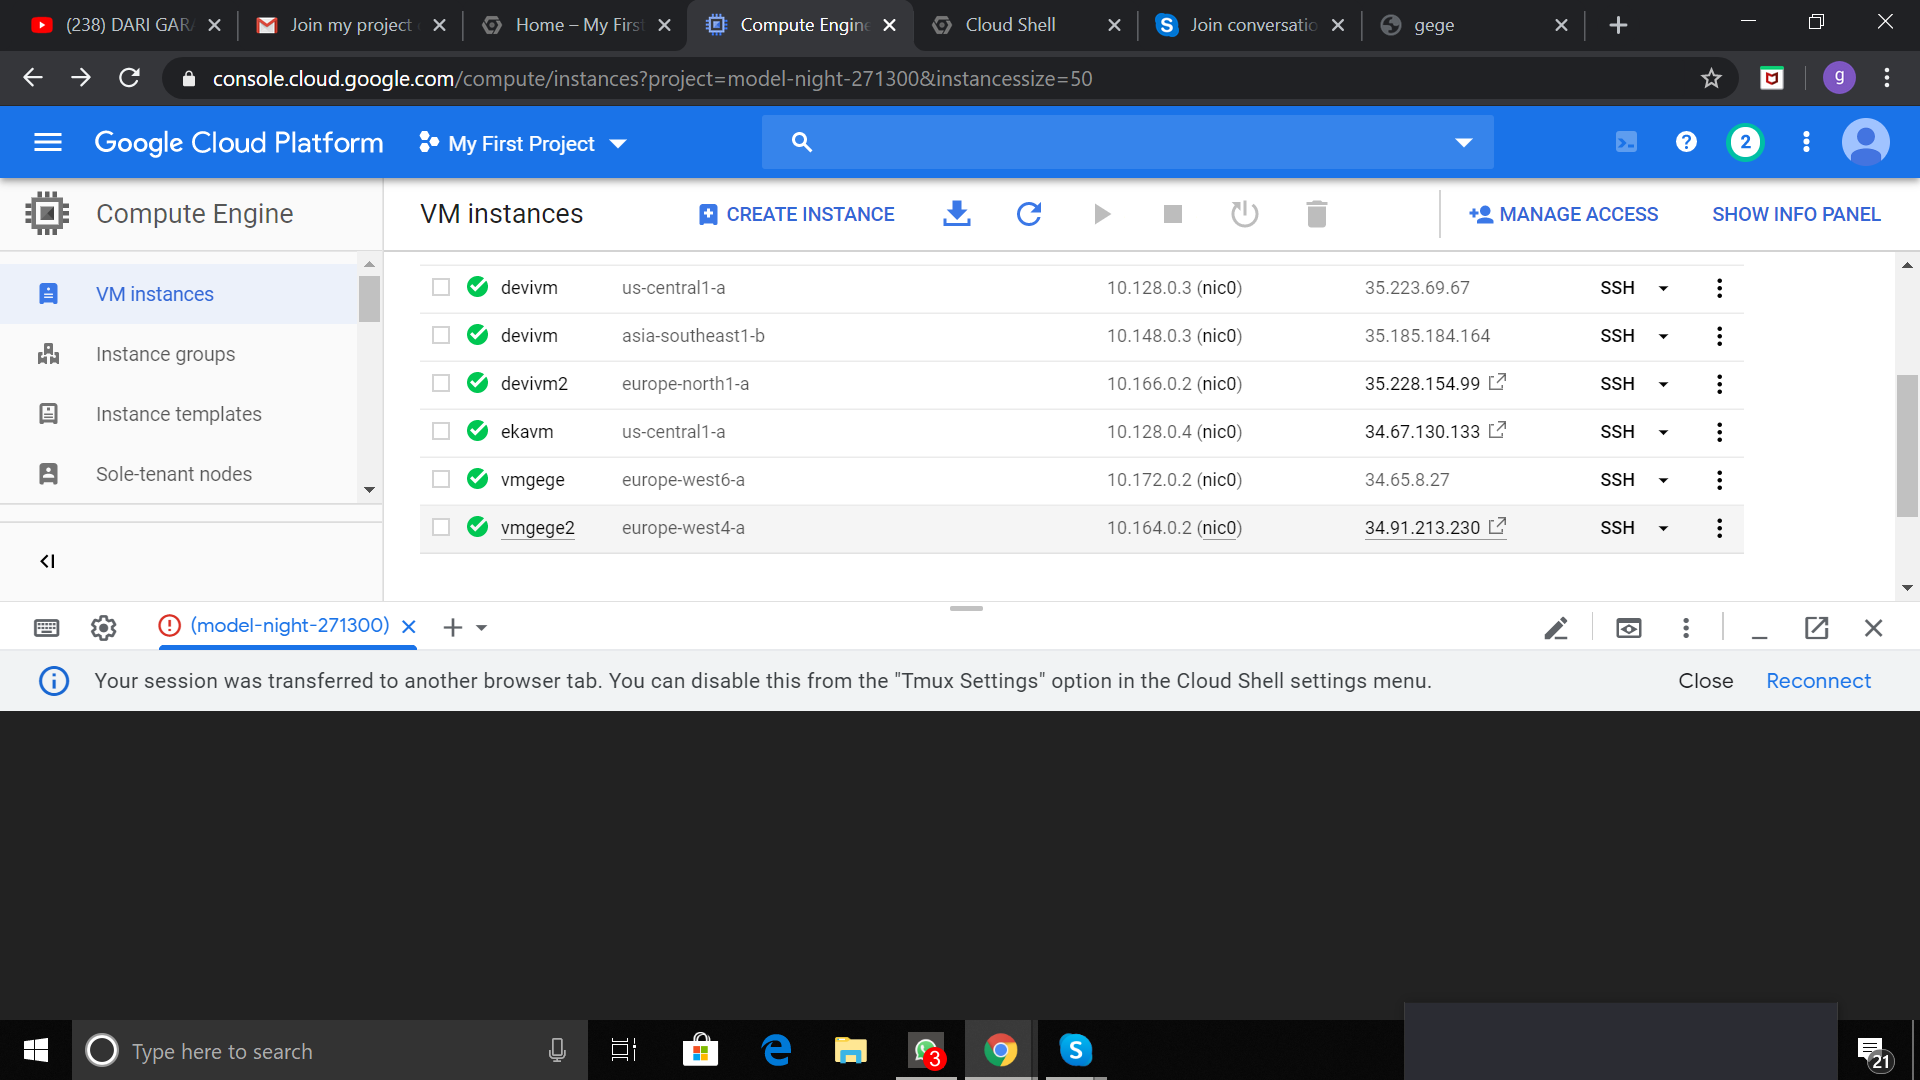 (238) DARI GAR
Join my project
Home – My First
Compute Engine
Cloud Shell
Join conversatio
gege
console.cloud.google.com/compute/instances?project=model-night-271300&instancessize=50
g
Google Cloud Platform
My First Project
2
Compute Engine
VM instances
CREATE INSTANCE
MANAGE ACCESS
SHOW INFO PANEL
VM instances
Instance groups
Instance templates
Sole-tenant nodes
devivm us-central1-a 10.128.0.3 (nic0) 35.223.69.67 SSH
devivm asia-southeast1-b 10.148.0.3 (nic0) 35.185.184.164 SSH
devivm2 europe-north1-a 10.166.0.2 (nic0) 35.228.154.99 SSH
ekavm us-central1-a 10.128.0.4 (nic0) 34.67.130.133 SSH
vmgege europe-west6-a 10.172.0.2 (nic0) 34.65.8.27 SSH
vmgege2 europe-west4-a 10.164.0.2 (nic0) 34.91.213.230 SSH
(model-night-271300)
Your session was transferred to another browser tab. You can disable this from the "Tmux Settings" option in the Cloud Shell settings menu.
Close
Reconnect
Type here to search
3
21